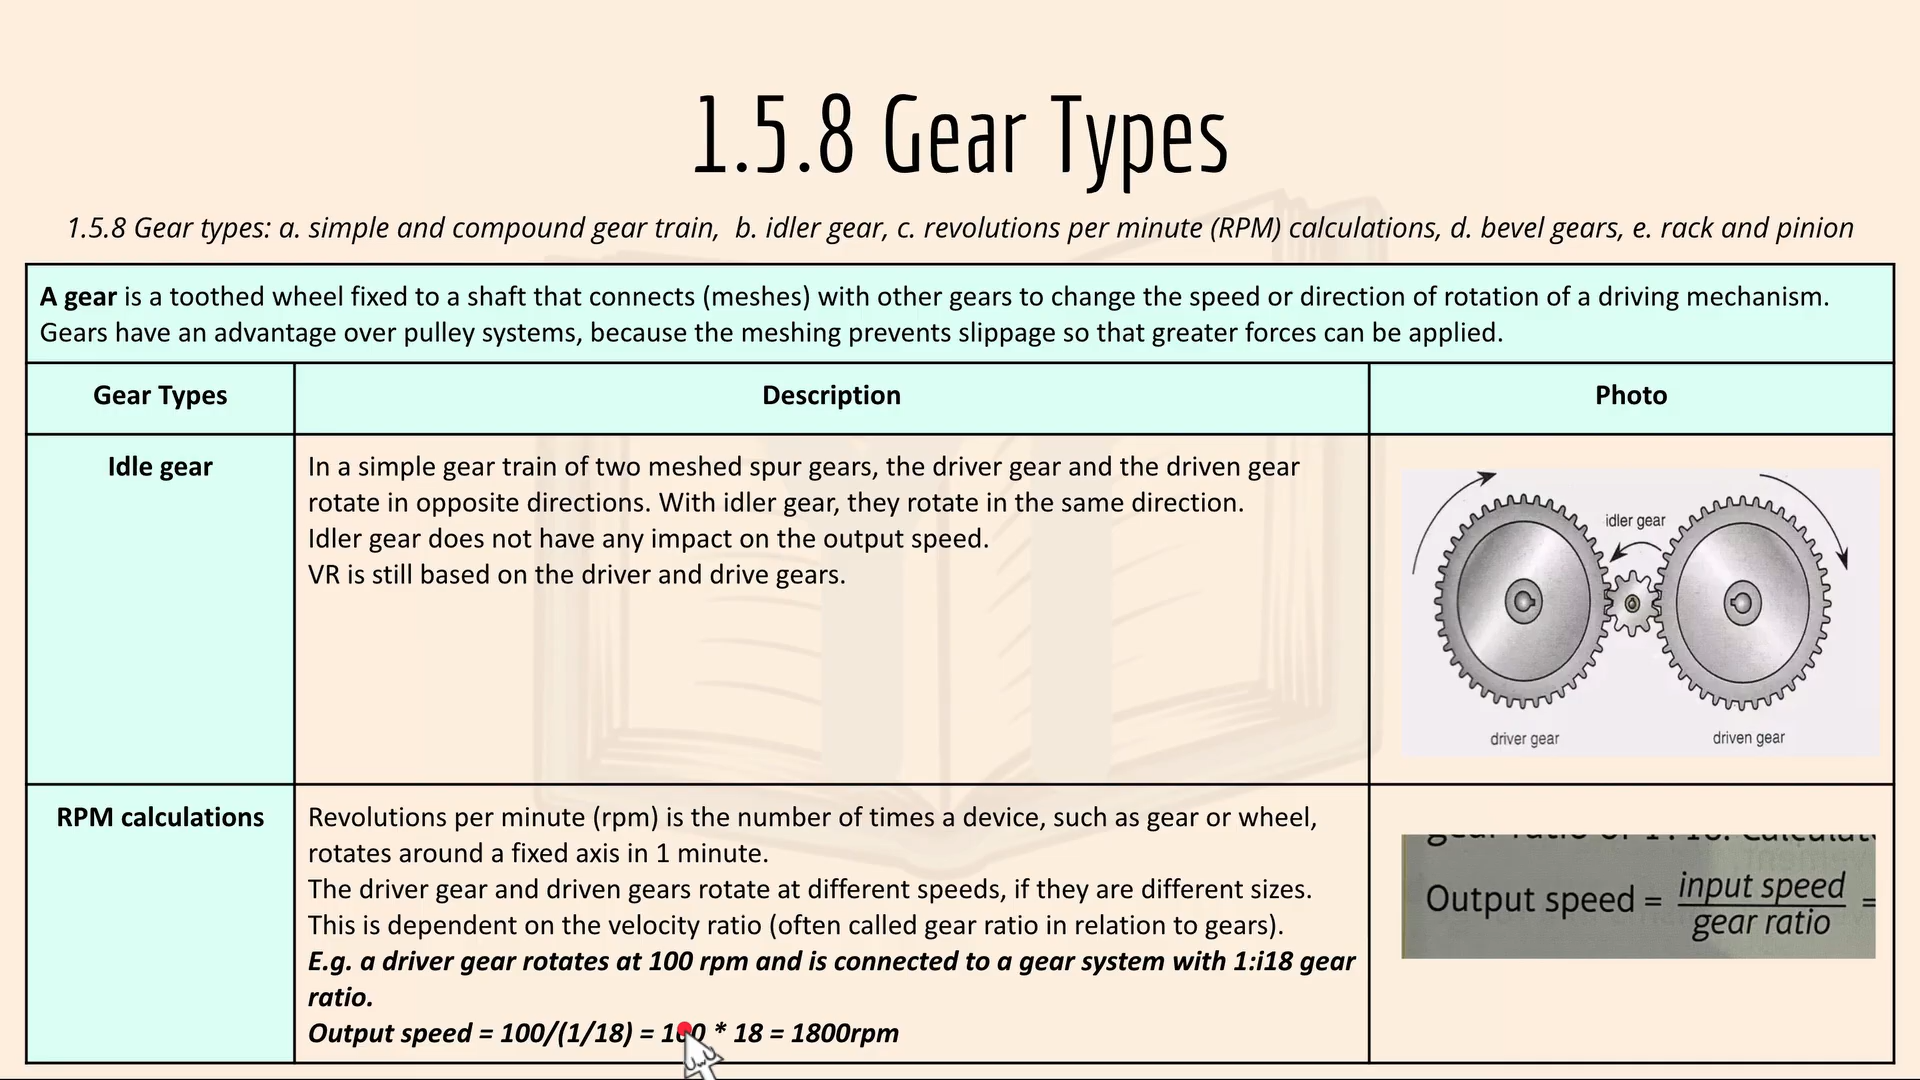 1.5.8 Gear Types
1.5.8 Gear types: a. simple and compound gear train, b. idler gear, c. revolutions per minute (RPM) calculations, d. bevel gears, e. rack and pinion
A gear is a toothed wheel fixed to a shaft that connects (meshes) with other gears to change the speed or direction of rotation of a driving mechanism.
Gears have an advantage over pulley systems, because the meshing prevents slippage so that greater forces can be applied.
Gear Types
Description
Photo
Idle gear
In a simple gear train of two meshed spur gears, the driver gear and the driven gear
rotate in opposite directions. With idler gear, they rotate in the same direction.
Idler gear does not have any impact on the output speed.
VR is still based on the driver and drive gears.
idler gear
driver gear
driven gear
RPM calculations
Revolutions per minute (rpm) is the number of times a device, such as gear or wheel,
rotates around a fixed axis in 1 minute.
The driver gear and driven gears rotate at different speeds, if they are different sizes.
This is dependent on the velocity ratio (often called gear ratio in relation to gears).
E.g. a driver gear rotates at 100 rpm and is connected to a gear system with 1:i18 gear
ratio.
Output speed = 100/(1/18) = 100 * 18 = 1800rpm
Output speed = input speed =
gear ratio